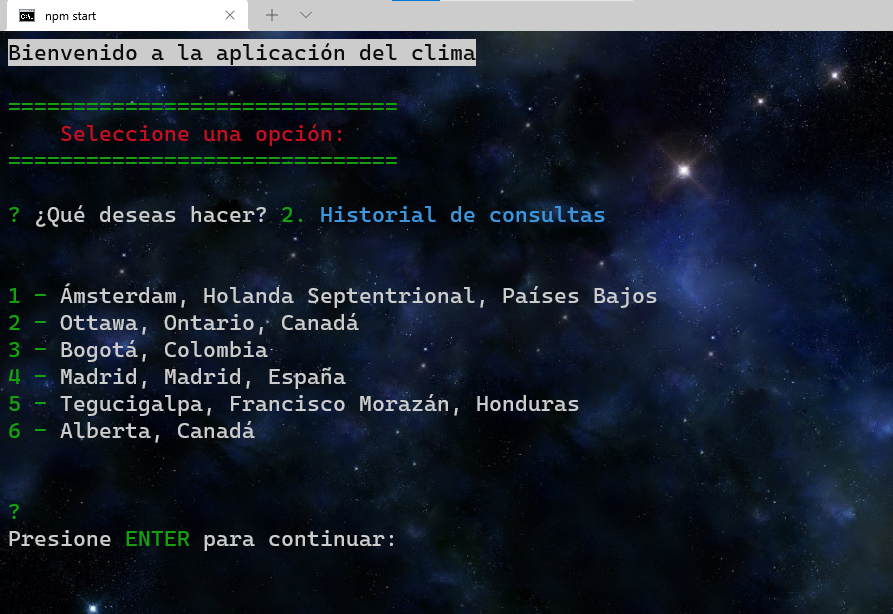 npm start
Bienvenido a la aplicación del clima
==============================
Seleccione una opción:
==============================
? ¿Qué deseas hacer? 2. Historial de consultas
1 - Ámsterdam, Holanda Septentrional, Países Bajos
2 - Ottawa, Ontario, Canadá
3 - Bogotá, Colombia
4 - Madrid, Madrid, España
5 - Tegucigalpa, Francisco Morazán, Honduras
6 - Alberta, Canadá
?
Presione ENTER para continuar: